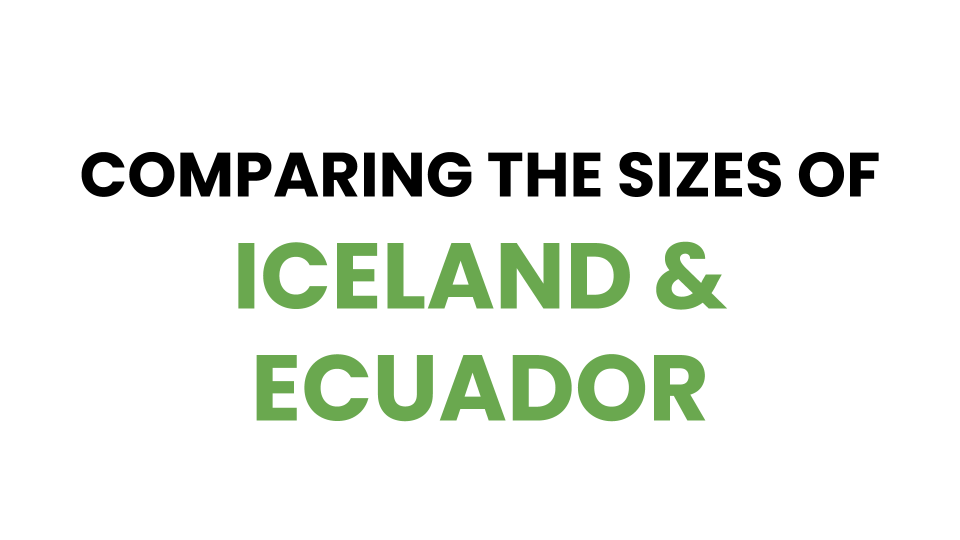 COMPARING THE SIZES OF
ICELAND &
ECUADOR